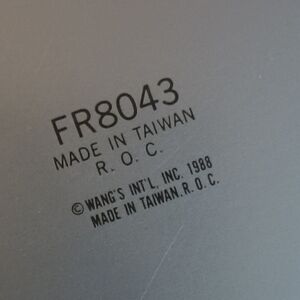 FR8043
MADE IN TAIWAN
R. O. C.
© WANG'S INT'L, INC. 1988
MADE IN TAIWAN.R.O.C.